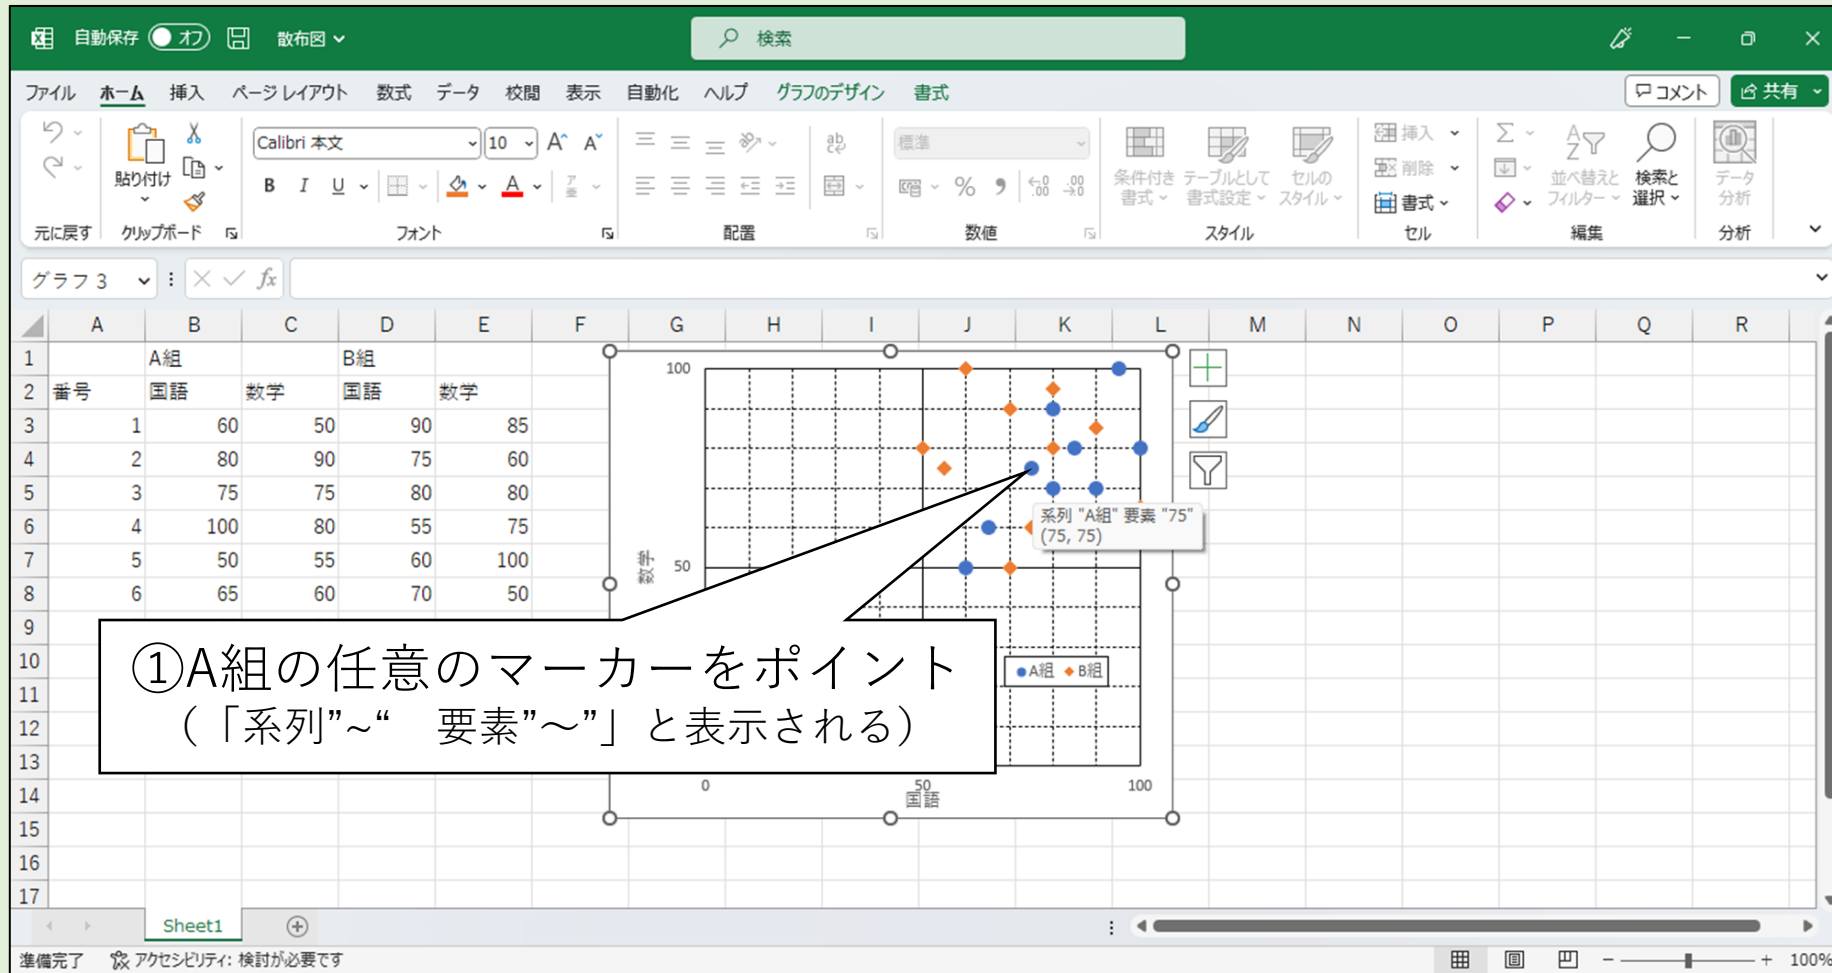 自動保存 オフ 散布図 検索
ファイル ホーム 挿入 ページ レイアウト 数式 データ 校閲 表示 自動化 ヘルプ グラフのデザイン 書式 コメント 共有
Calibri 本文 10 A^ A˅ ab 標準 挿入 Σ A
貼り付け B I U A % 9 条件付き テーブルとして セルの 削除 Z 並べ替えと 検索と データ
書式 書式設定 スタイル 書式 フィルター 選択 分析
元に戻す クリップボード フォント 配置 数値 スタイル セル 編集 分析
グラフ 3 fx
A B C D E F G H I J K L M N O P Q R
1 A組 B組
2 番号 国語 数学 国語 数学
3 1 60 50 90 85
4 2 80 90 75 60
5 3 75 75 80 80
6 4 100 80 55 75
7 5 50 55 60 100
8 6 65 60 70 50
9
10
11
12
13
14
15
16
17
100
系列 "A組" 要素 "75"
(75, 75)
数学
50
①A組の任意のマーカーをポイント
（「系列”~“ 要素”～”」と表示される）
A組 B組
0 50 100
国語
Sheet1
準備完了 アクセシビリティ: 検討が必要です 100%